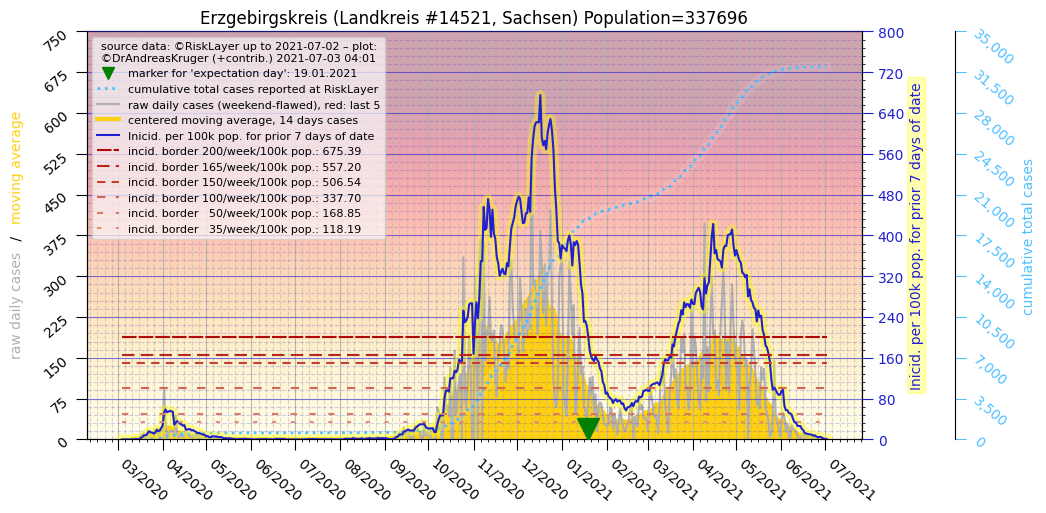 Erzgebirgskreis (Landkreis #14521, Sachsen) Population=337696
source data: ©RiskLayer up to 2021-07-02 – plot:
©DrAndreasKruger (+contrib.) 2021-07-03 04:01
marker for 'expectation day': 19.01.2021
cumulative total cases reported at RiskLayer
raw daily cases (weekend-flawed), red: last 5
centered moving average, 14 days cases
Inicid. per 100k pop. for prior 7 days of date
incid. border 200/week/100k pop.: 675.39
incid. border 165/week/100k pop.: 557.20
incid. border 150/week/100k pop.: 506.54
incid. border 100/week/100k pop.: 337.70
incid. border   50/week/100k pop.: 168.85
incid. border   35/week/100k pop.: 118.19
raw daily cases / moving average
750
675
600
525
450
375
300
225
150
75
0
03/2020
04/2020
05/2020
06/2020
07/2020
08/2020
09/2020
10/2020
11/2020
12/2020
01/2021
02/2021
03/2021
04/2021
05/2021
06/2021
07/2021
800
720
640
560
480
400
320
240
160
80
0
Inicid. per 100k pop. for prior 7 days of date
35,000
31,500
28,000
24,500
21,000
17,500
14,000
10,500
7,000
3,500
0
cumulative total cases